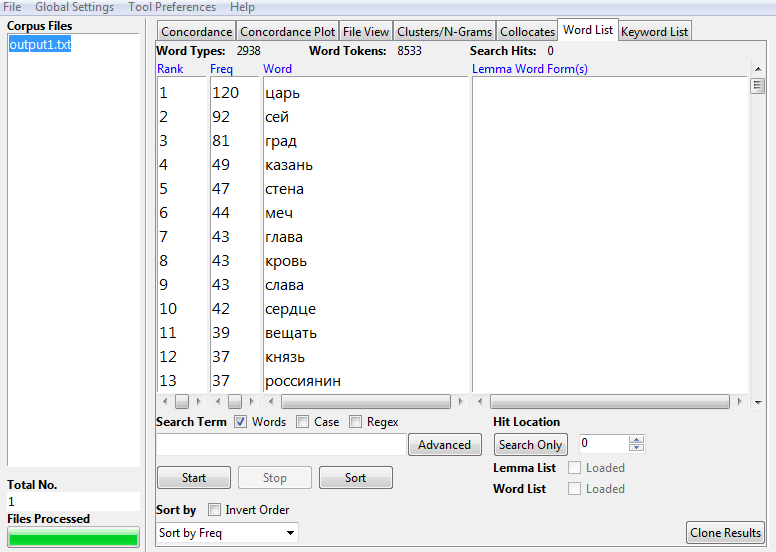 File Global Settings Tool Preferences Help
Corpus Files
output1.txt
Concordance Concordance Plot File View Clusters/N-Grams Collocates Word List Keyword List
Word Types: 2938 Word Tokens: 8533 Search Hits: 0
Rank Freq Word Lemma Word Form(s)
1 120 царь
2 92 сей
3 81 град
4 49 казань
5 47 стена
6 44 меч
7 43 глава
8 43 кровь
9 43 слава
10 42 сердце
11 39 вещать
12 37 князь
13 37 россиянин
Search Term Words Case Regex Hit Location
Advanced Search Only 0
Start Stop Sort Lemma List Loaded
Word List Loaded
Total No.
1
Files Processed
Sort by Invert Order
Sort by Freq Clone Results